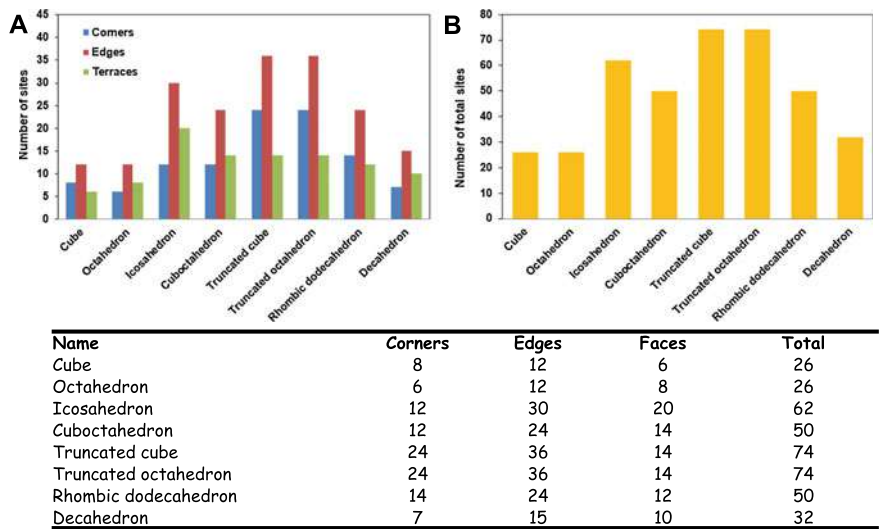 A
45
40
35
30
25
20
15
10
5
0
Number of sites
Corners
Edges
Terraces
Cube
Octahedron
Icosahedron
Cuboctahedron
Truncated cube
Truncated octahedron
Rhombic dodecahedron
Decahedron
B
80
70
60
50
40
30
20
10
0
Number of total sites
Cube
Octahedron
Icosahedron
Cuboctahedron
Truncated cube
Truncated octahedron
Rhombic dodecahedron
Decahedron
Name Corners Edges Faces Total
Cube 8 12 6 26
Octahedron 6 12 8 26
Icosahedron 12 30 20 62
Cuboctahedron 12 24 14 50
Truncated cube 24 36 14 74
Truncated octahedron 24 36 14 74
Rhombic dodecahedron 14 24 12 50
Decahedron 7 15 10 32